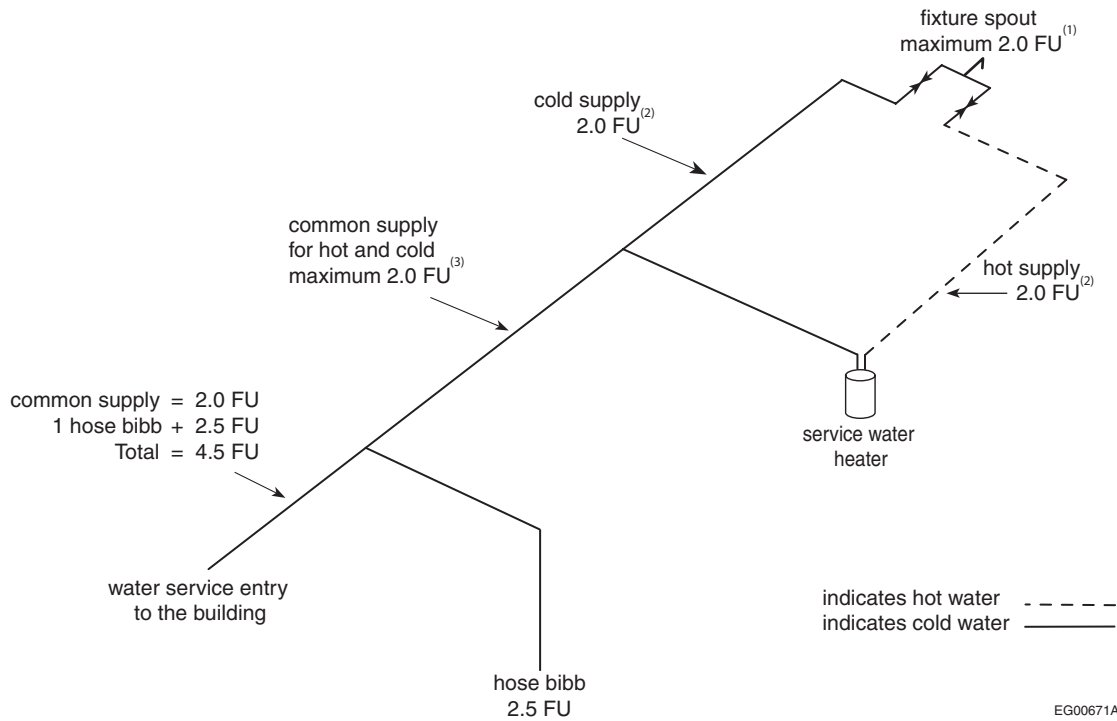 fixture spout
maximum 2.0 FU(1)
cold supply
2.0 FU(2)
common supply
for hot and cold
maximum 2.0 FU(3)
hot supply
2.0 FU(2)
common supply = 2.0 FU
1 hose bibb + 2.5 FU
Total = 4.5 FU
service water
heater
water service entry
to the building
indicates hot water
indicates cold water
hose bibb
2.5 FU
EG00671A